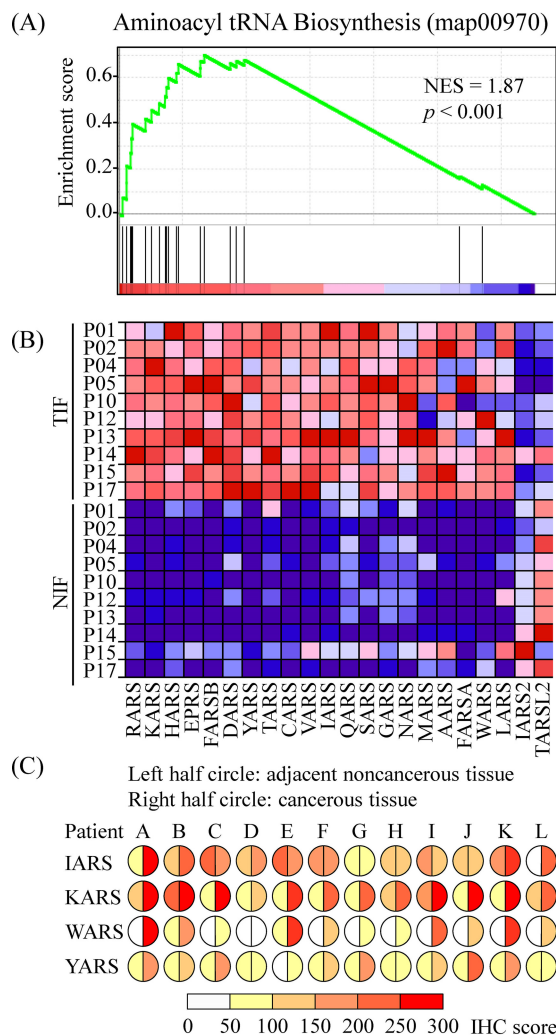 (A) Aminoacyl tRNA Biosynthesis (map00970)
Enrichment score
0.6
0.4
0.2
0.0
NES = 1.87
p < 0.001
(B)
TIF
P01
P02
P04
P05
P10
P12
P13
P14
P15
P17
NIF
P01
P02
P04
P05
P10
P12
P13
P14
P15
P17
RARS KARS HARS EPRS FARSB DARS YARS TARS CARS VARS IARS QARS SARS GARS NARS MARS AARS FARSA WARS LARS IARS2 TARSL2
(C)
Left half circle: adjacent noncancerous tissue
Right half circle: cancerous tissue
Patient A B C D E F G H I J K L
IARS
KARS
WARS
YARS
0 50 100 150 200 250 300 IHC score